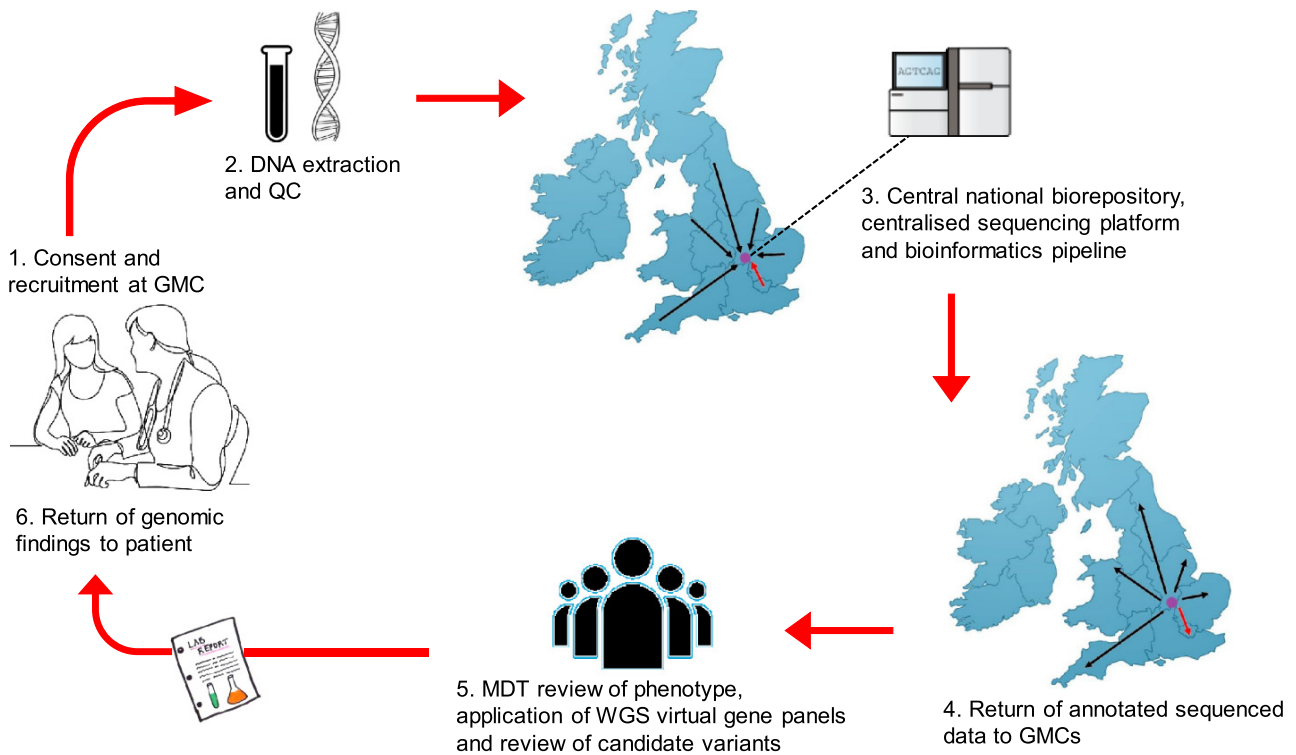 1. Consent and
recruitment at GMC
2. DNA extraction
and QC
AGTCAG
3. Central national biorepository,
centralised sequencing platform
and bioinformatics pipeline
4. Return of annotated sequenced
data to GMCs
5. MDT review of phenotype,
application of WGS virtual gene panels
and review of candidate variants
LAB
REPORT
6. Return of genomic
findings to patient